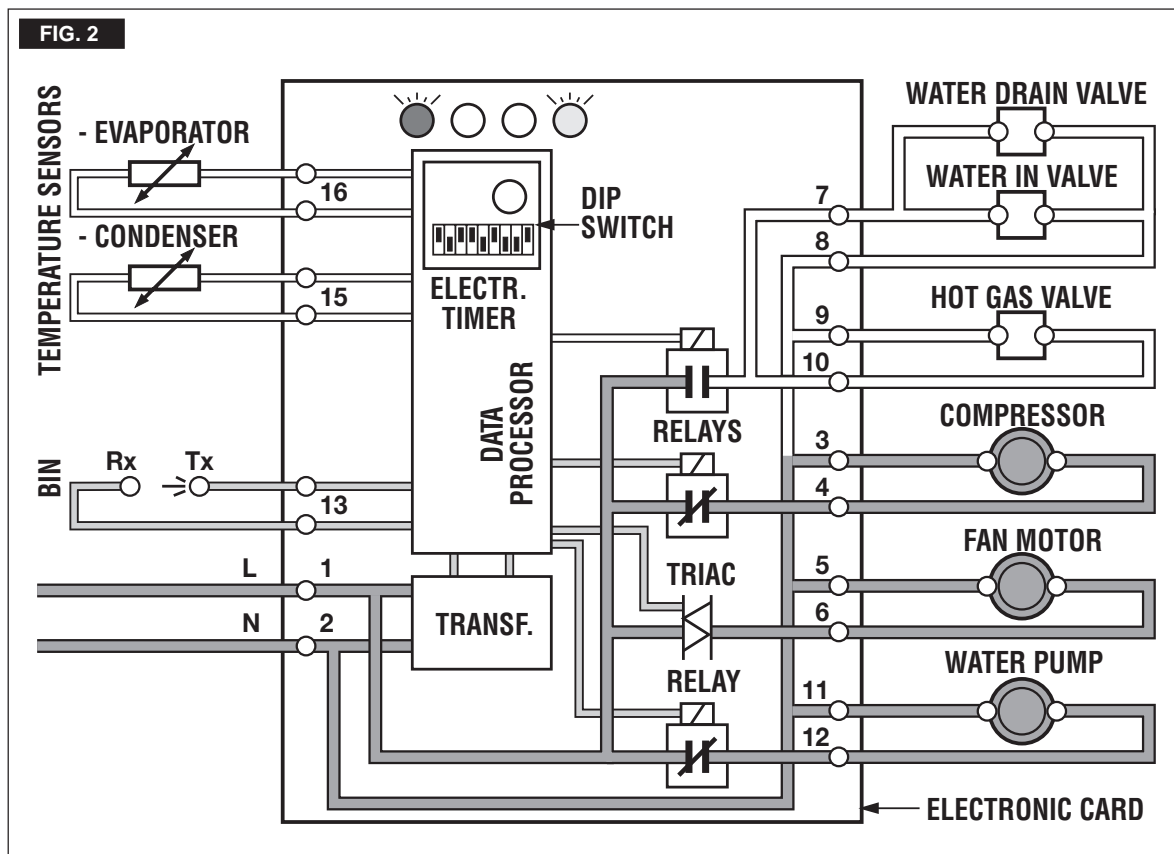 FIG. 2
TEMPERATURE SENSORS
- EVAPORATOR
16
- CONDENSER
15
BIN
Rx
Tx
13
L
1
N
2
DIP
SWITCH
ELECTR.
TIMER
DATA
PROCESSOR
TRANSF.
RELAYS
TRIAC
RELAY
WATER DRAIN VALVE
WATER IN VALVE
7
8
HOT GAS VALVE
9
10
COMPRESSOR
3
4
FAN MOTOR
5
6
WATER PUMP
11
12
ELECTRONIC CARD